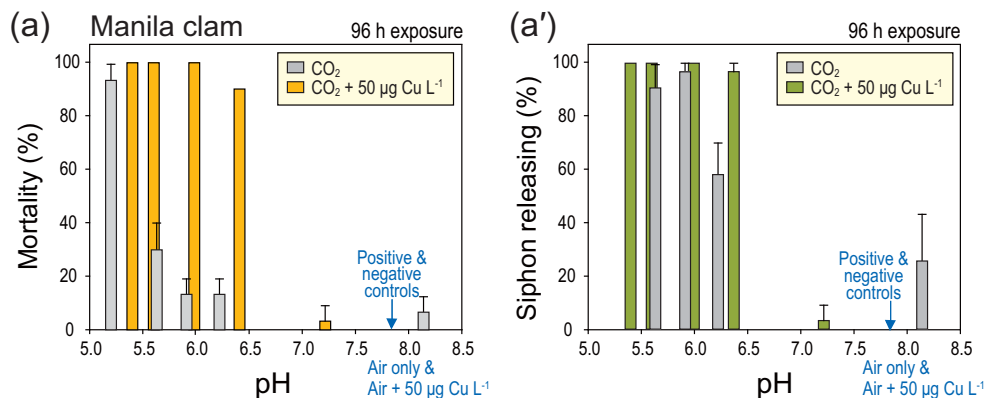 (a) Manila clam
96 h exposure
CO₂
CO₂ + 50 µg Cu L⁻¹
Mortality (%)
100
80
60
40
20
0
Positive &
negative
controls
5.0 5.5 6.0 6.5 7.0 7.5 8.0 8.5
pH
Air only &
Air + 50 µg Cu L⁻¹
(a′)
96 h exposure
CO₂
CO₂ + 50 µg Cu L⁻¹
Siphon releasing (%)
100
80
60
40
20
0
Positive &
negative
controls
5.0 5.5 6.0 6.5 7.0 7.5 8.0 8.5
pH
Air only &
Air + 50 µg Cu L⁻¹